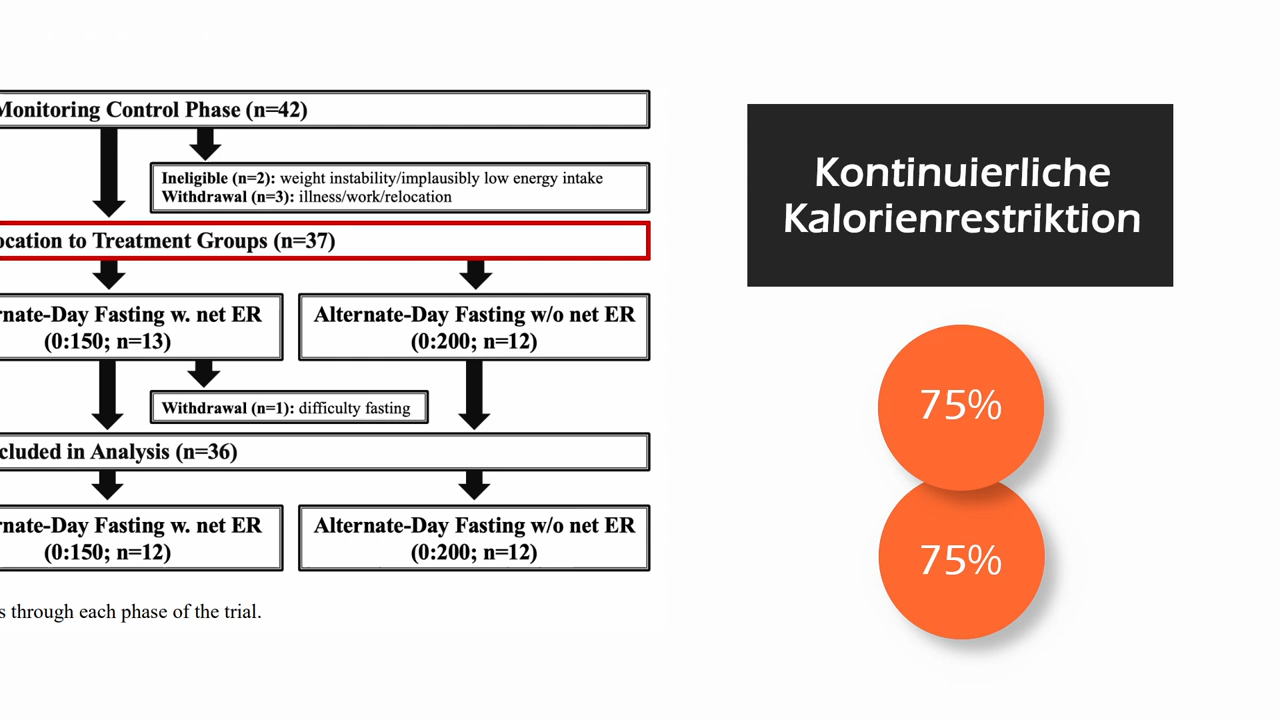 Monitoring Control Phase (n=42)
Ineligible (n=2): weight instability/implausibly low energy intake
Withdrawal (n=3): illness/work/relocation
ocation to Treatment Groups (n=37)
rnate-Day Fasting w. net ER
(0:150; n=13)
Alternate-Day Fasting w/o net ER
(0:200; n=12)
Withdrawal (n=1): difficulty fasting
cluded in Analysis (n=36)
rnate-Day Fasting w. net ER
(0:150; n=12)
Alternate-Day Fasting w/o net ER
(0:200; n=12)
s through each phase of the trial.
Kontinuierliche
Kalorienrestriktion
75%
75%